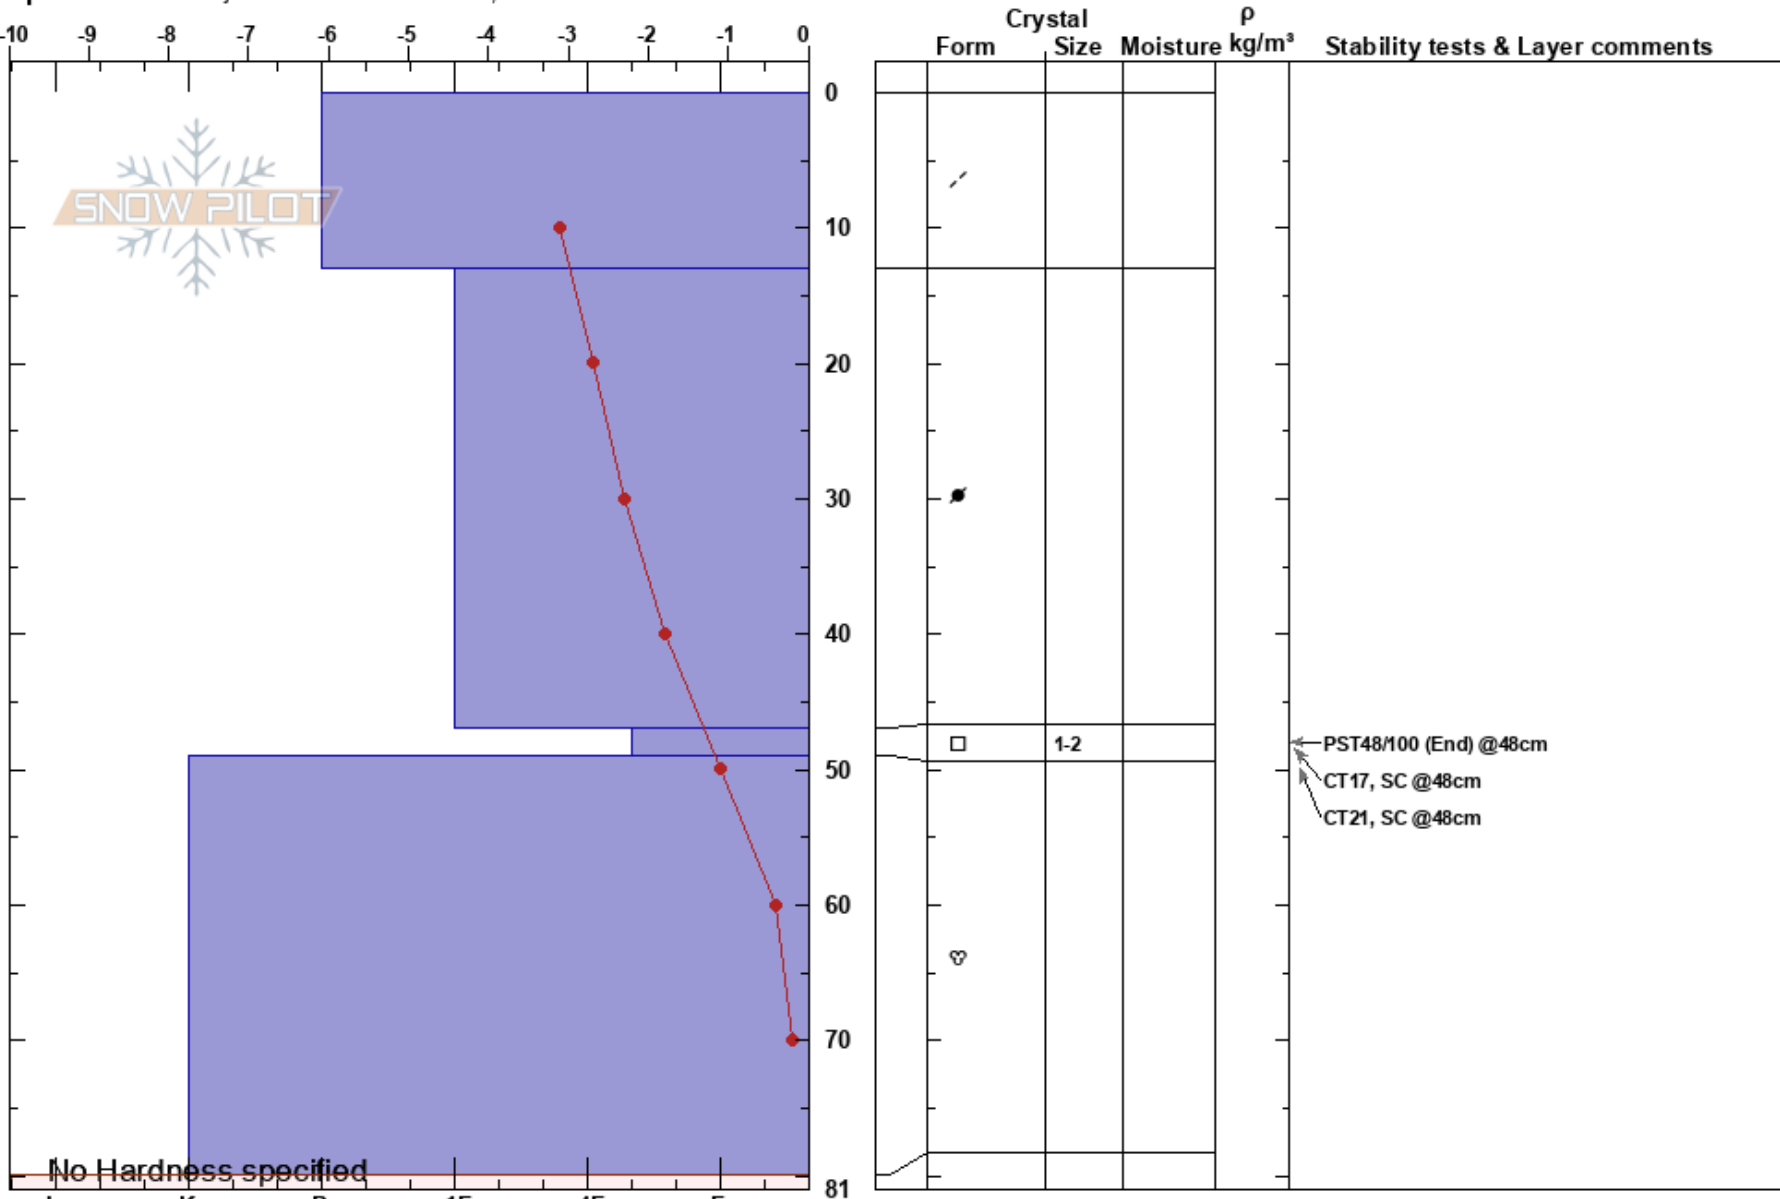 -10 -9 -8 -7 -6 -5 -4 -3 -2 -1 0
Crystal
ρ
Form Size Moisture kg/m³ Stability tests & Layer comments
0
SNOW PILOT
10
20
30
40
1-2
PST48/100 (End) @48cm
50
CT17, SC @48cm
CT21, SC @48cm
60
70
No Hardness specified
81